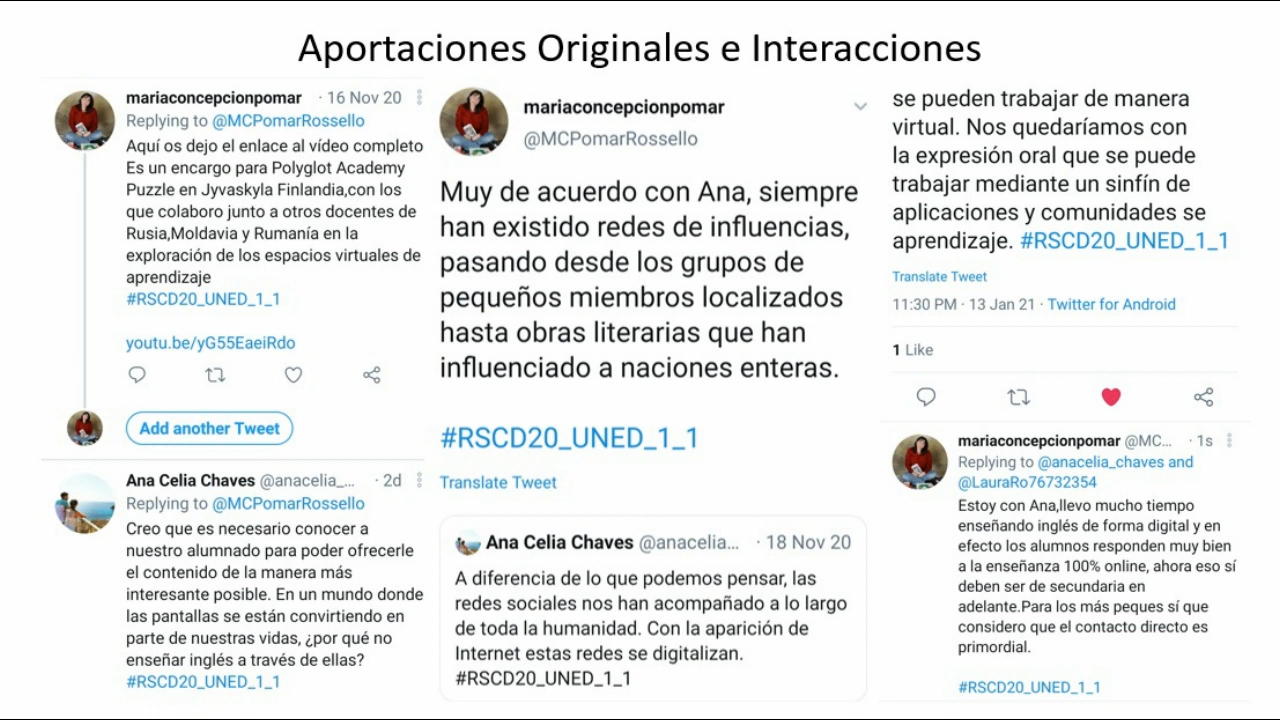 Aportaciones Originales e Interacciones
mariaconcepcionpomar · 16 Nov 20
Replying to @MCPomarRossello
Aquí os dejo el enlace al vídeo completo
Es un encargo para Polyglot Academy
Puzzle en Jyvaskyla Finlandia,con los
que colaboro junto a otros docentes de
Rusia,Moldavia y Rumanía en la
exploración de los espacios virtuales de
aprendizaje
#RSCD20_UNED_1_1
youtu.be/yG55EaeiRdo
Add another Tweet
Ana Celia Chaves @anacelia_... · 2d
Replying to @MCPomarRossello
Creo que es necesario conocer a
nuestro alumnado para poder ofrecerle
el contenido de la manera más
interesante posible. En un mundo donde
las pantallas se están convirtiendo en
parte de nuestras vidas, ¿por qué no
enseñar inglés a través de ellas?
#RSCD20_UNED_1_1
mariaconcepcionpomar
@MCPomarRossello
Muy de acuerdo con Ana, siempre
han existido redes de influencias,
pasando desde los grupos de
pequeños miembros localizados
hasta obras literarias que han
influenciado a naciones enteras.
#RSCD20_UNED_1_1
Translate Tweet
Ana Celia Chaves @anacelia... · 18 Nov 20
A diferencia de lo que podemos pensar, las
redes sociales nos han acompañado a lo largo
de toda la humanidad. Con la aparición de
Internet estas redes se digitalizan.
#RSCD20_UNED_1_1
se pueden trabajar de manera
virtual. Nos quedaríamos con
la expresión oral que se puede
trabajar mediante un sinfín de
aplicaciones y comunidades se
aprendizaje. #RSCD20_UNED_1_1
Translate Tweet
11:30 PM · 13 Jan 21 · Twitter for Android
1 Like
mariaconcepcionpomar @MC... · 1s
Replying to @anacelia_chaves and
@LauraRo76732354
Estoy con Ana,llevo mucho tiempo
enseñando inglés de forma digital y en
efecto los alumnos responden muy bien
a la enseñanza 100% online, ahora eso sí
deben ser de secundaria en
adelante.Para los más peques sí que
considero que el contacto directo es
primordial.
#RSCD20_UNED_1_1